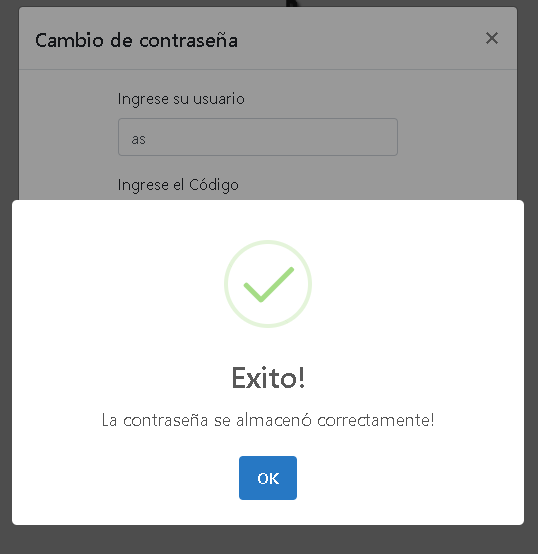 Cambio de contraseña
Ingrese su usuario
as
Ingrese el Código
Exito!
La contraseña se almacenó correctamente!
OK